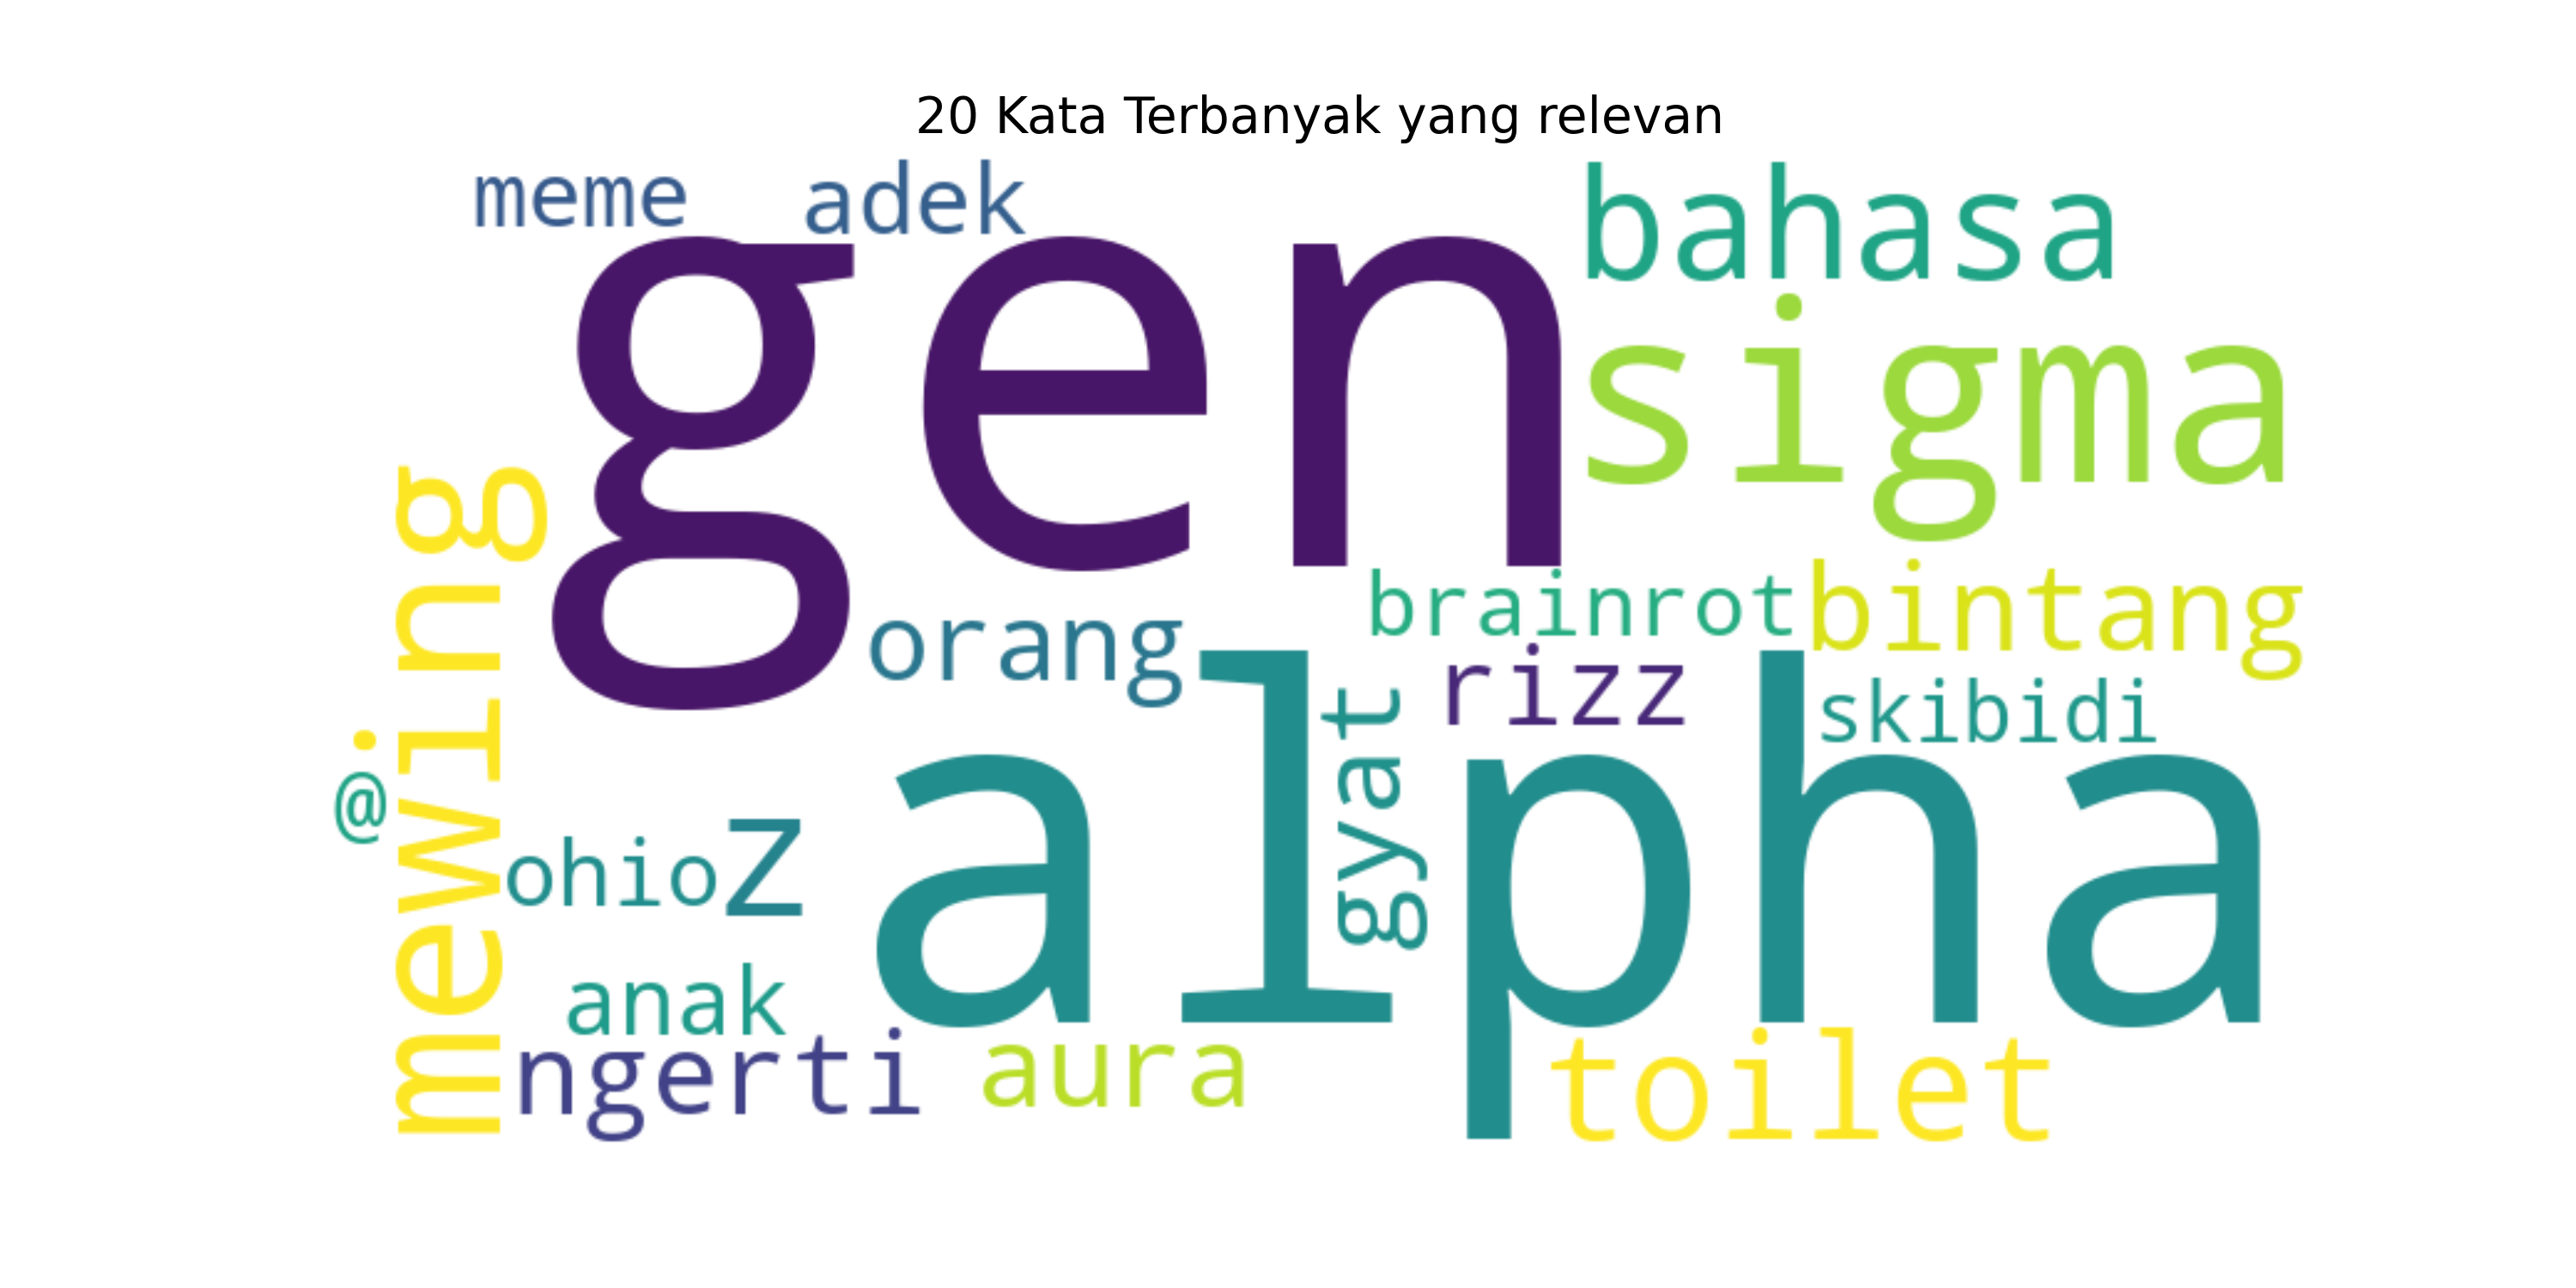 20 Kata Terbanyak yang relevan
meme
adek
bahasa
gen
sigma
mewing
orang
brainrot
bintang
rizz
skibidi
gyat
alpha
@
ohio
z
anak
ngerti
aura
toilet